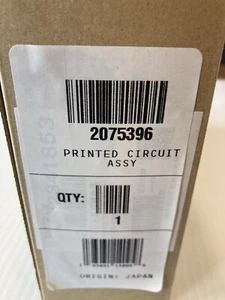 2075396
PRINTED CIRCUIT
ASSY
QTY:
1
ORIGIN: JAPAN